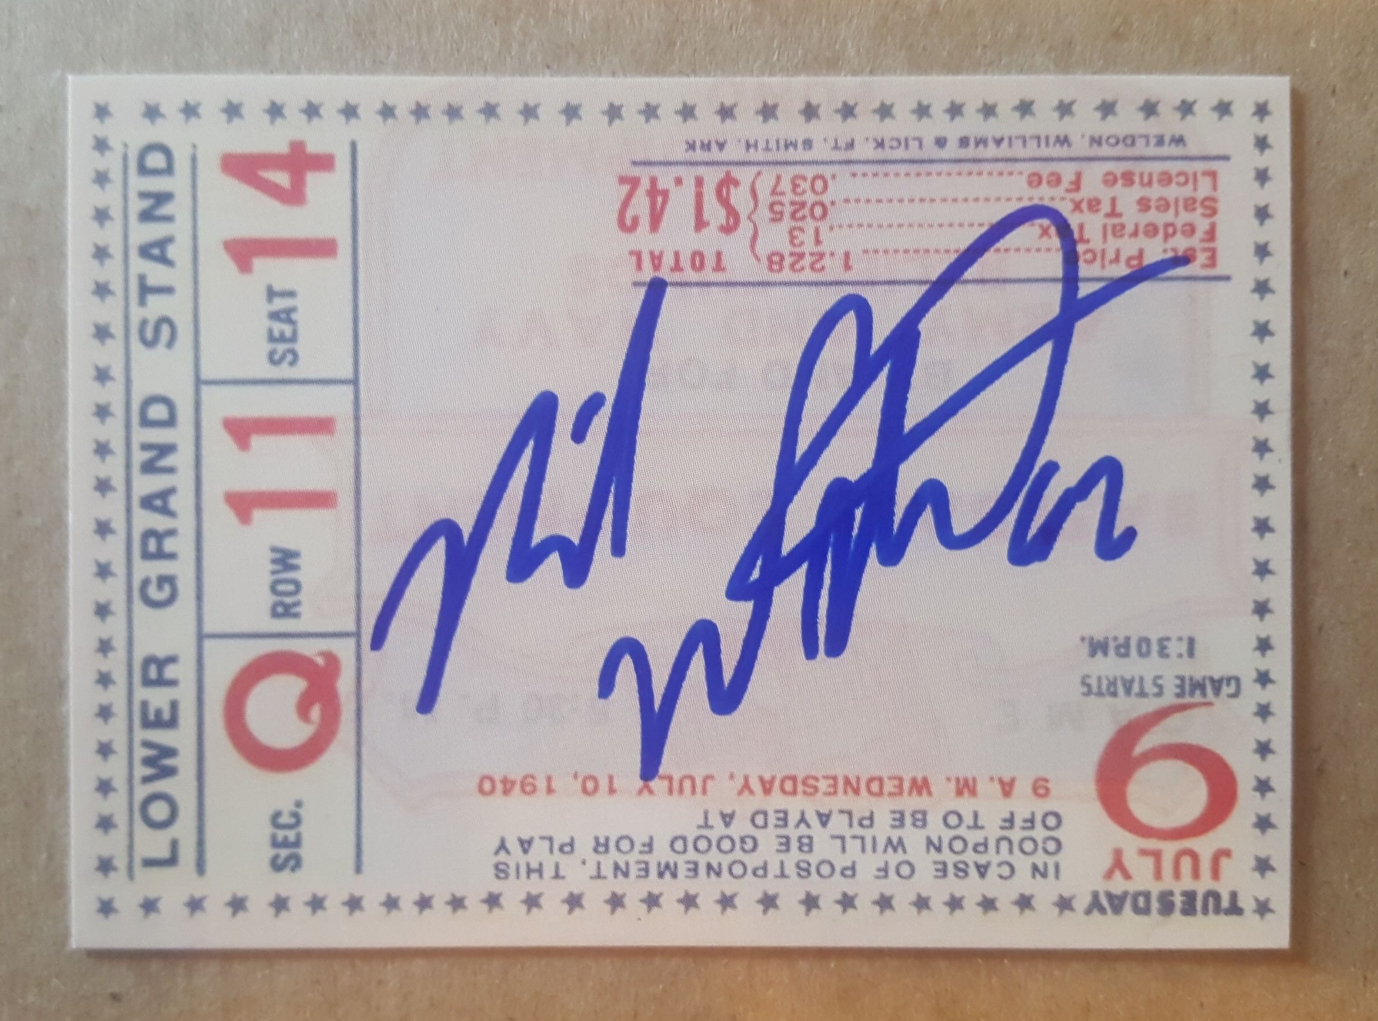 TUESDAY
JULY
9
GAME STARTS
1:30P.M.
IN CASE OF POSTPONEMENT, THIS
COUPON WILL BE GOOD FOR PLAY
OFF TO BE PLAYED AT
9 A. M. WEDNESDAY, JULY 10, 1940
Est. Price 1.228 TOTAL
Federal Tax .13
Sales Tax .025 $1.42
License Fee .037
WELDON, WILLIAMS & LICK, FT. SMITH, ARK
LOWER GRAND STAND
SEC. Q ROW 11 SEAT 14